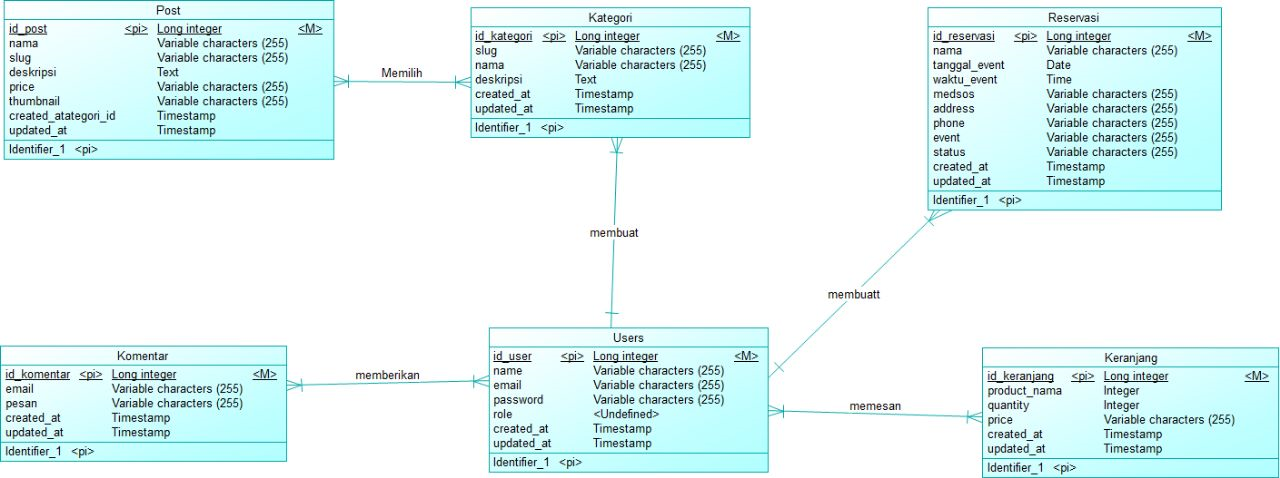 Post
id_post <pi> Long integer <M>
nama Variable characters (255)
slug Variable characters (255)
deskripsi Text
price Variable characters (255)
thumbnail Variable characters (255)
created_atategori_id Timestamp
updated_at Timestamp
Identifier_1 <pi>
Memilih
Kategori
id_kategori <pi> Long integer <M>
slug Variable characters (255)
nama Variable characters (255)
deskripsi Text
created_at Timestamp
updated_at Timestamp
Identifier_1 <pi>
Reservasi
id_reservasi <pi> Long integer <M>
nama Variable characters (255)
tanggal_event Date
waktu_event Time
medsos Variable characters (255)
address Variable characters (255)
phone Variable characters (255)
event Variable characters (255)
status Variable characters (255)
created_at Timestamp
updated_at Timestamp
Identifier_1 <pi>
membuat
membuatt
Komentar
id_komentar <pi> Long integer <M>
email Variable characters (255)
pesan Variable characters (255)
created_at Timestamp
updated_at Timestamp
Identifier_1 <pi>
memberikan
Users
id_user <pi> Long integer <M>
name Variable characters (255)
email Variable characters (255)
password Variable characters (255)
role <Undefined>
created_at Timestamp
updated_at Timestamp
Identifier_1 <pi>
memesan
Keranjang
id_keranjang <pi> Long integer <M>
product_nama Integer
quantity Integer
price Variable characters (255)
created_at Timestamp
updated_at Timestamp
Identifier_1 <pi>